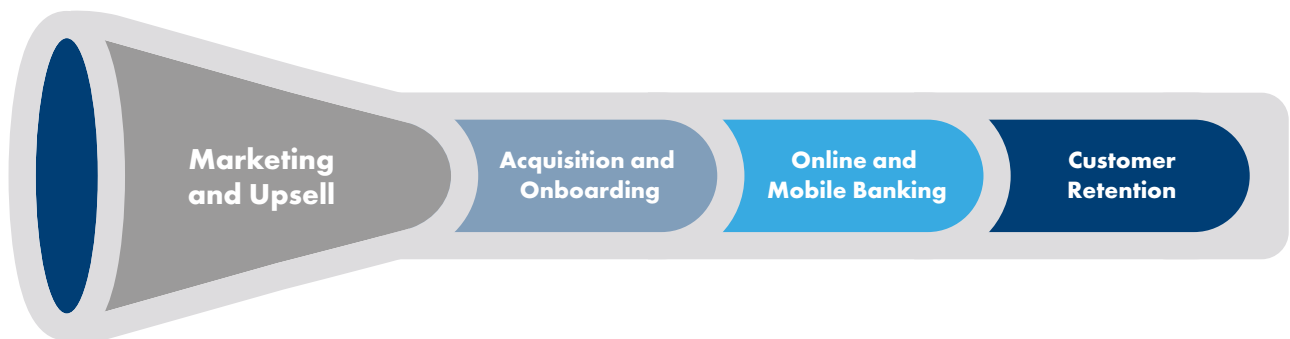 Marketing
and Upsell
Acquisition and
Onboarding
Online and
Mobile Banking
Customer
Retention